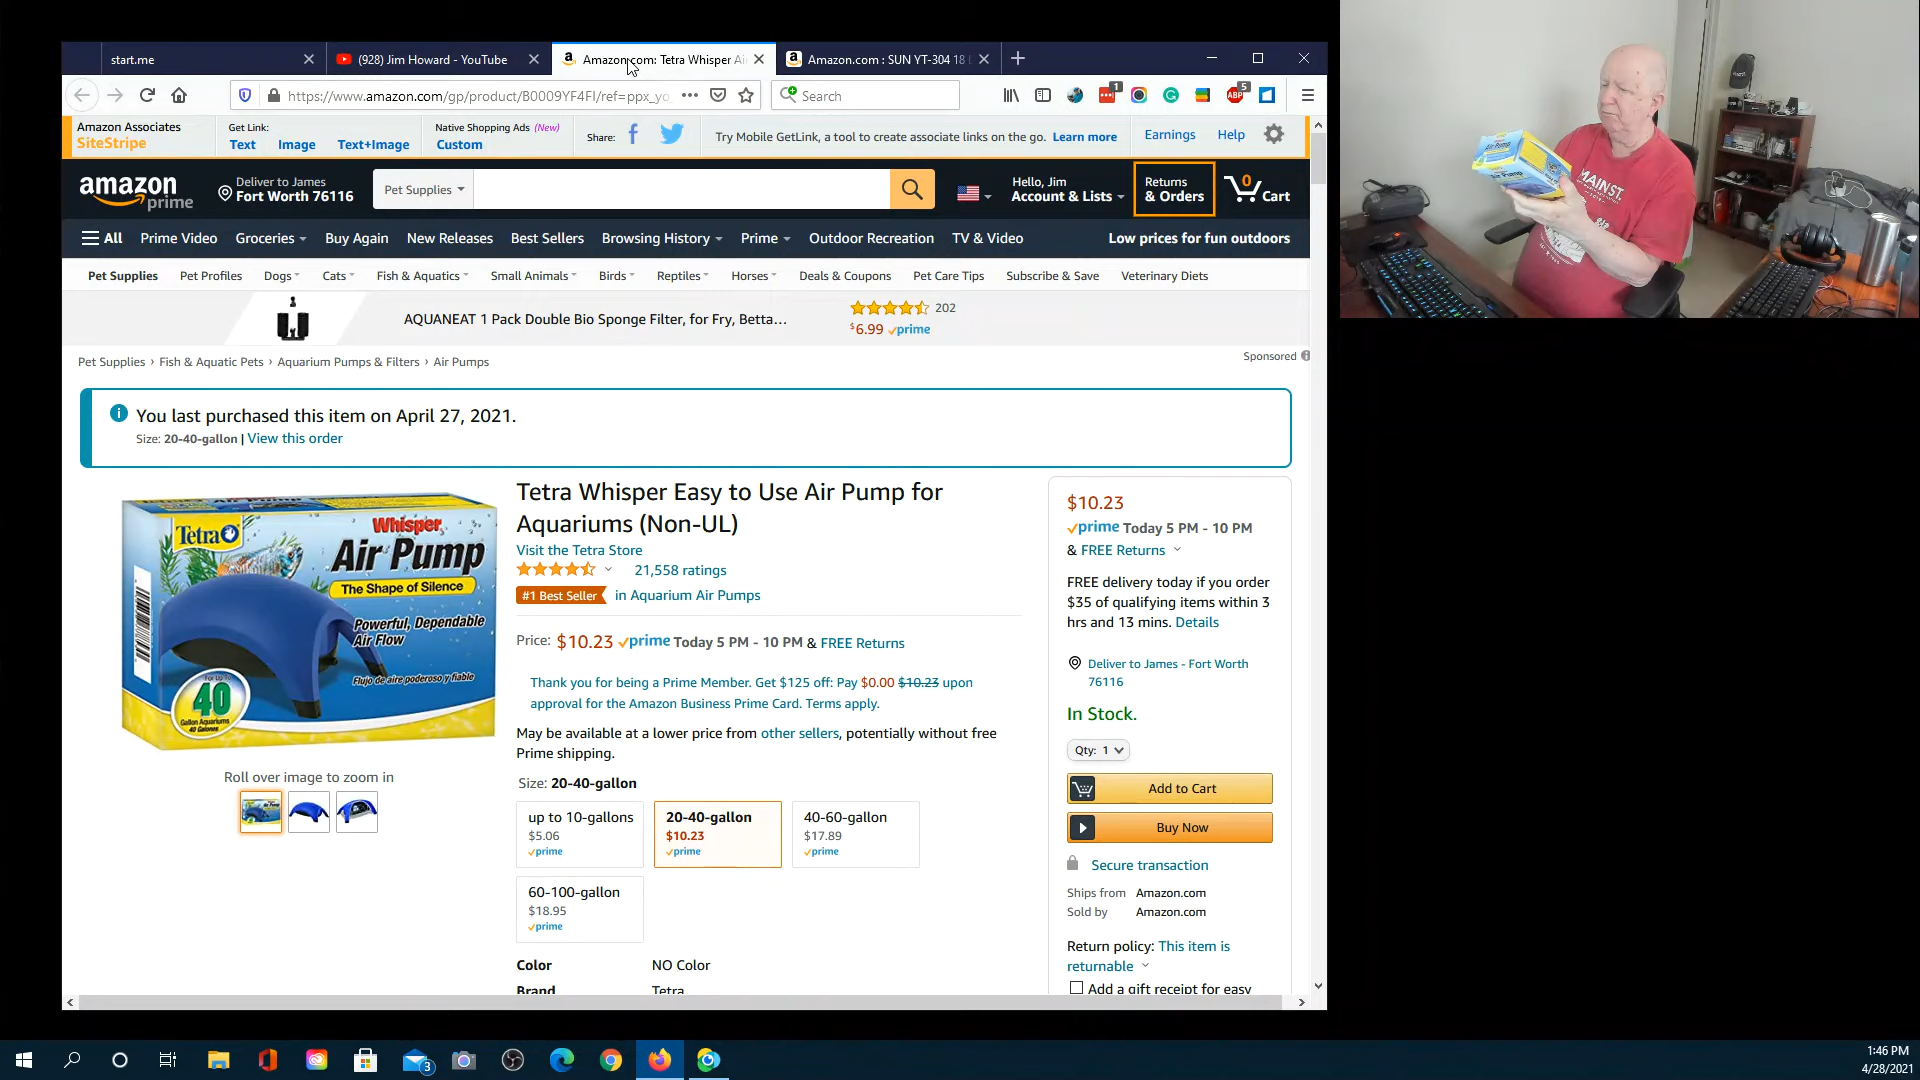 start.me
(928) Jim Howard - YouTube
Amazon.com: Tetra Whisper Ai
Amazon.com : SUN YT-304 18
https://www.amazon.com/gp/product/B0009YF4FI/ref=ppx_yo
Search
1
5
Amazon Associates
SiteStripe
Get Link:
Text Image Text+Image
Native Shopping Ads (New)
Custom
Share:
Try Mobile GetLink, a tool to create associate links on the go. Learn more
Earnings Help
amazon
prime
Deliver to James
Fort Worth 76116
Pet Supplies
Hello, Jim
Account & Lists
Returns
& Orders
0
Cart
All Prime Video Groceries Buy Again New Releases Best Sellers Browsing History Prime Outdoor Recreation TV & Video Low prices for fun outdoors
Pet Supplies Pet Profiles Dogs Cats Fish & Aquatics Small Animals Birds Reptiles Horses Deals & Coupons Pet Care Tips Subscribe & Save Veterinary Diets
AQUANEAT 1 Pack Double Bio Sponge Filter, for Fry, Betta...
202
$6.99 prime
Sponsored
Pet Supplies › Fish & Aquatic Pets › Aquarium Pumps & Filters › Air Pumps
You last purchased this item on April 27, 2021.
Size: 20-40-gallon | View this order
Tetra
Whisper
Air Pump
The Shape of Silence
Powerful, Dependable
Air Flow
Flujo de aire poderoso y fiable
For Up To
40
Gallon Aquariums
40 Galones
Roll over image to zoom in
Tetra Whisper Easy to Use Air Pump for
Aquariums (Non-UL)
Visit the Tetra Store
21,558 ratings
#1 Best Seller in Aquarium Air Pumps
Price: $10.23 prime Today 5 PM - 10 PM & FREE Returns
Thank you for being a Prime Member. Get $125 off: Pay $0.00 $10.23 upon
approval for the Amazon Business Prime Card. Terms apply.
May be available at a lower price from other sellers, potentially without free
Prime shipping.
Size: 20-40-gallon
up to 10-gallons
$5.06
prime
20-40-gallon
$10.23
prime
40-60-gallon
$17.89
prime
60-100-gallon
$18.95
prime
Color NO Color
Brand Tetra
$10.23
prime Today 5 PM - 10 PM
& FREE Returns
FREE delivery today if you order
$35 of qualifying items within 3
hrs and 13 mins. Details
Deliver to James - Fort Worth
76116
In Stock.
Qty: 1
Add to Cart
Buy Now
Secure transaction
Ships from Amazon.com
Sold by Amazon.com
Return policy: This item is
returnable
Add a gift receipt for easy
Air Pump
Air Pump
MAINST.
3
1:46 PM
4/28/2021